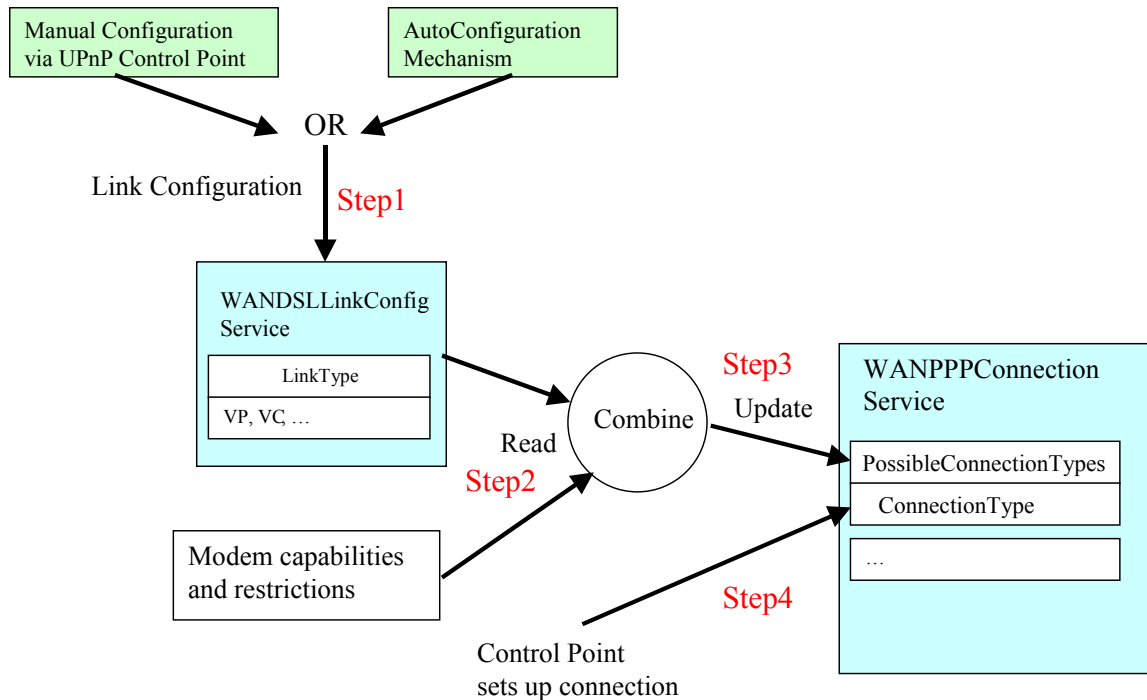 Manual Configuration
via UPnP Control Point
AutoConfiguration
Mechanism
OR
Link Configuration
Step1
WANDSLLinkConfig
Service
LinkType
VP, VC, …
Read
Step2
Modem capabilities
and restrictions
Combine
Step3
Update
WANPPPConnection
Service
PossibleConnectionTypes
ConnectionType
…
Step4
Control Point
sets up connection